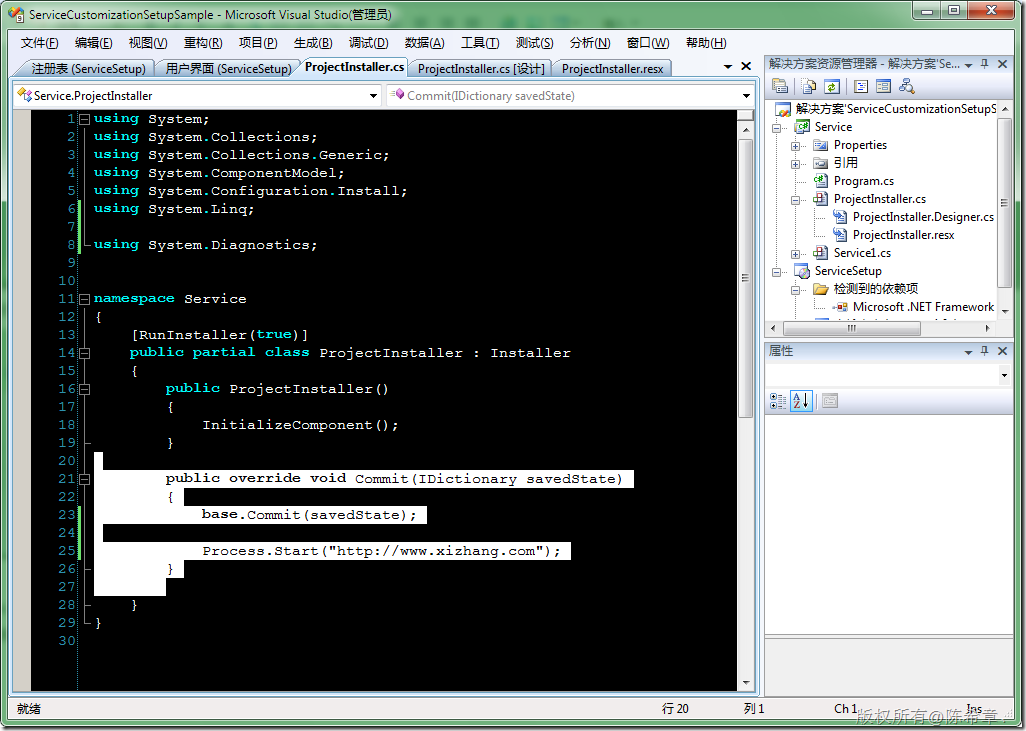 ServiceCustomizationSetupSample - Microsoft Visual Studio(管理员)
文件(F) 编辑(E) 视图(V) 重构(R) 项目(P) 生成(B) 调试(D) 数据(A) 工具(T) 测试(S) 分析(N) 窗口(W) 帮助(H)
注册表 (ServiceSetup) 用户界面 (ServiceSetup) ProjectInstaller.cs ProjectInstaller.cs [设计] ProjectInstaller.resx
Service.ProjectInstaller Commit(IDictionary savedState)
1 using System;
2 using System.Collections;
3 using System.Collections.Generic;
4 using System.ComponentModel;
5 using System.Configuration.Install;
6 using System.Linq;
7
8 using System.Diagnostics;
9
10
11 namespace Service
12 {
13 [RunInstaller(true)]
14 public partial class ProjectInstaller : Installer
15 {
16 public ProjectInstaller()
17 {
18 InitializeComponent();
19 }
20
21 public override void Commit(IDictionary savedState)
22 {
23 base.Commit(savedState);
24
25 Process.Start("http://www.xizhang.com");
26 }
27
28 }
29 }
30
解决方案资源管理器 - 解决方案'Se...
解决方案'ServiceCustomizationSetupS
Service
Properties
引用
Program.cs
ProjectInstaller.cs
ProjectInstaller.Designer.cs
ProjectInstaller.resx
Service1.cs
ServiceSetup
检测到的依赖项
Microsoft .NET Framework
属性
就绪 行 20 列 1 Ch 1 Ins
版权所有@陈希章